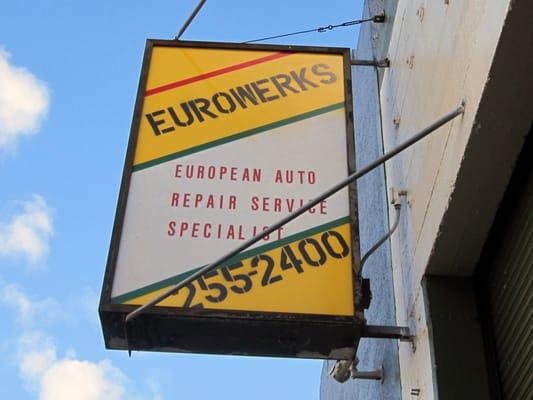 EUROWERKS
EUROPEAN AUTO
REPAIR SERVICE
SPECIALIST
255-2400